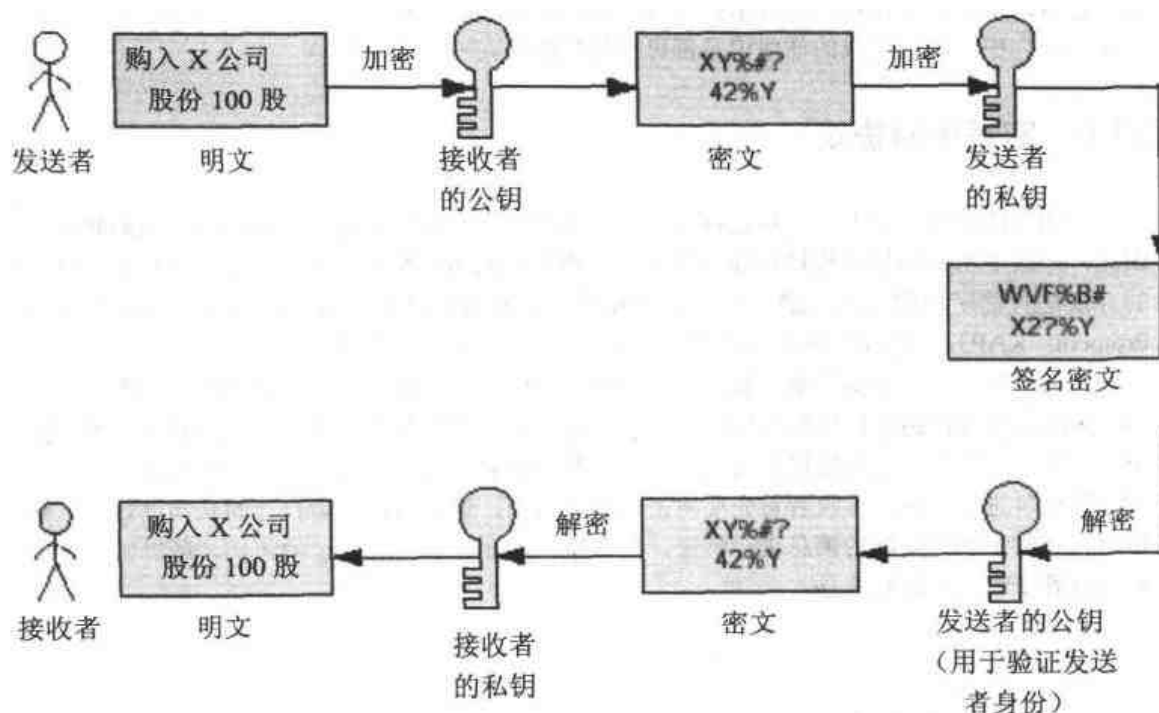 购入 X 公司
股份 100 股
加密
XY%#?
42%Y
加密
发送者
明文
接收者
的公钥
密文
发送者
的私钥
WVF%B#
X2?%Y
签名密文
购入 X 公司
股份 100 股
解密
XY%#?
42%Y
解密
接收者
明文
接收者
的私钥
密文
发送者的公钥
（用于验证发送
者身份）